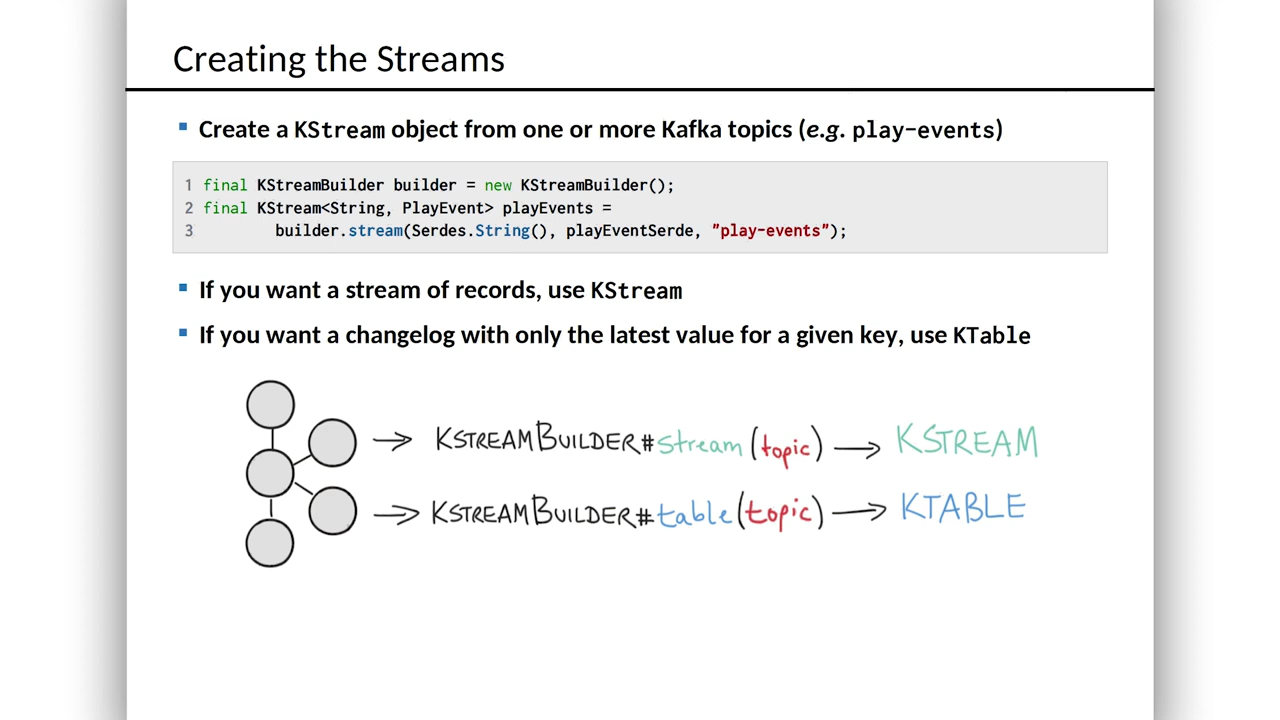 Creating the Streams
Create a KStream object from one or more Kafka topics (e.g. play-events)
1 final KStreamBuilder builder = new KStreamBuilder();
2 final KStream<String, PlayEvent> playEvents =
3 builder.stream(Serdes.String(), playEventSerde, "play-events");
If you want a stream of records, use KStream
If you want a changelog with only the latest value for a given key, use KTable
KSTREAMBUILDER#stream(topic) → KSTREAM
KSTREAMBUILDER#table(topic) → KTABLE